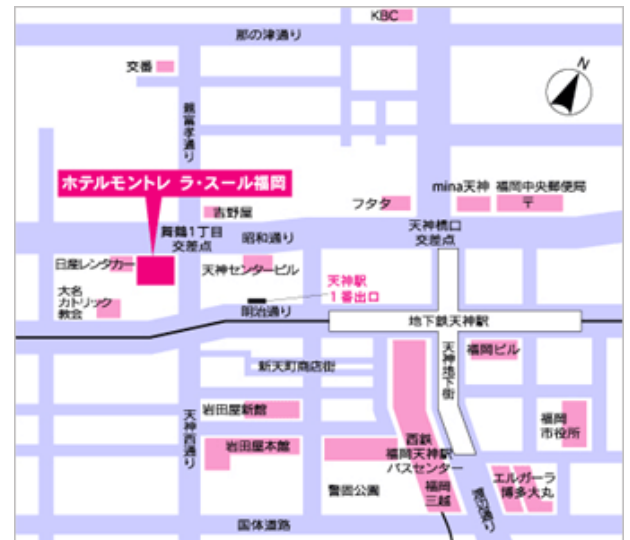 KBC
那の津通り
交番
N
親富孝通り
ホテルモントレ ラ・スール福岡
mina天神
福岡中央郵便局
〒
フタタ
吉野屋
舞鶴1丁目
交差点
昭和通り
天神橋口
交差点
日産レンタカー
天神センタービル
天神駅
1番出口
大名
カトリック
教会
明治通り
地下鉄天神駅
新天町商店街
天神地下街
福岡ビル
岩田屋新館
天神西通り
岩田屋本館
福岡
市役所
西鉄
福岡天神駅
バスセンター
警固公園
福岡
三越
エルガーラ
博多大丸
国体道路